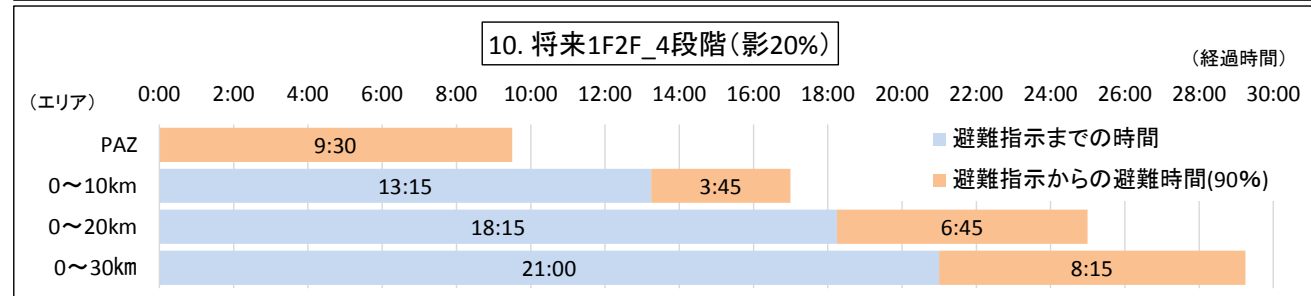 10. 将来1F2F_4段階(影20%)
(経過時間)
(エリア) 0:00 2:00 4:00 6:00 8:00 10:00 12:00 14:00 16:00 18:00 20:00 22:00 24:00 26:00 28:00 30:00
PAZ 9:30 避難指示までの時間
0～10km 13:15 3:45 避難指示からの避難時間(90%)
0～20km 18:15 6:45
0～30km 21:00 8:15